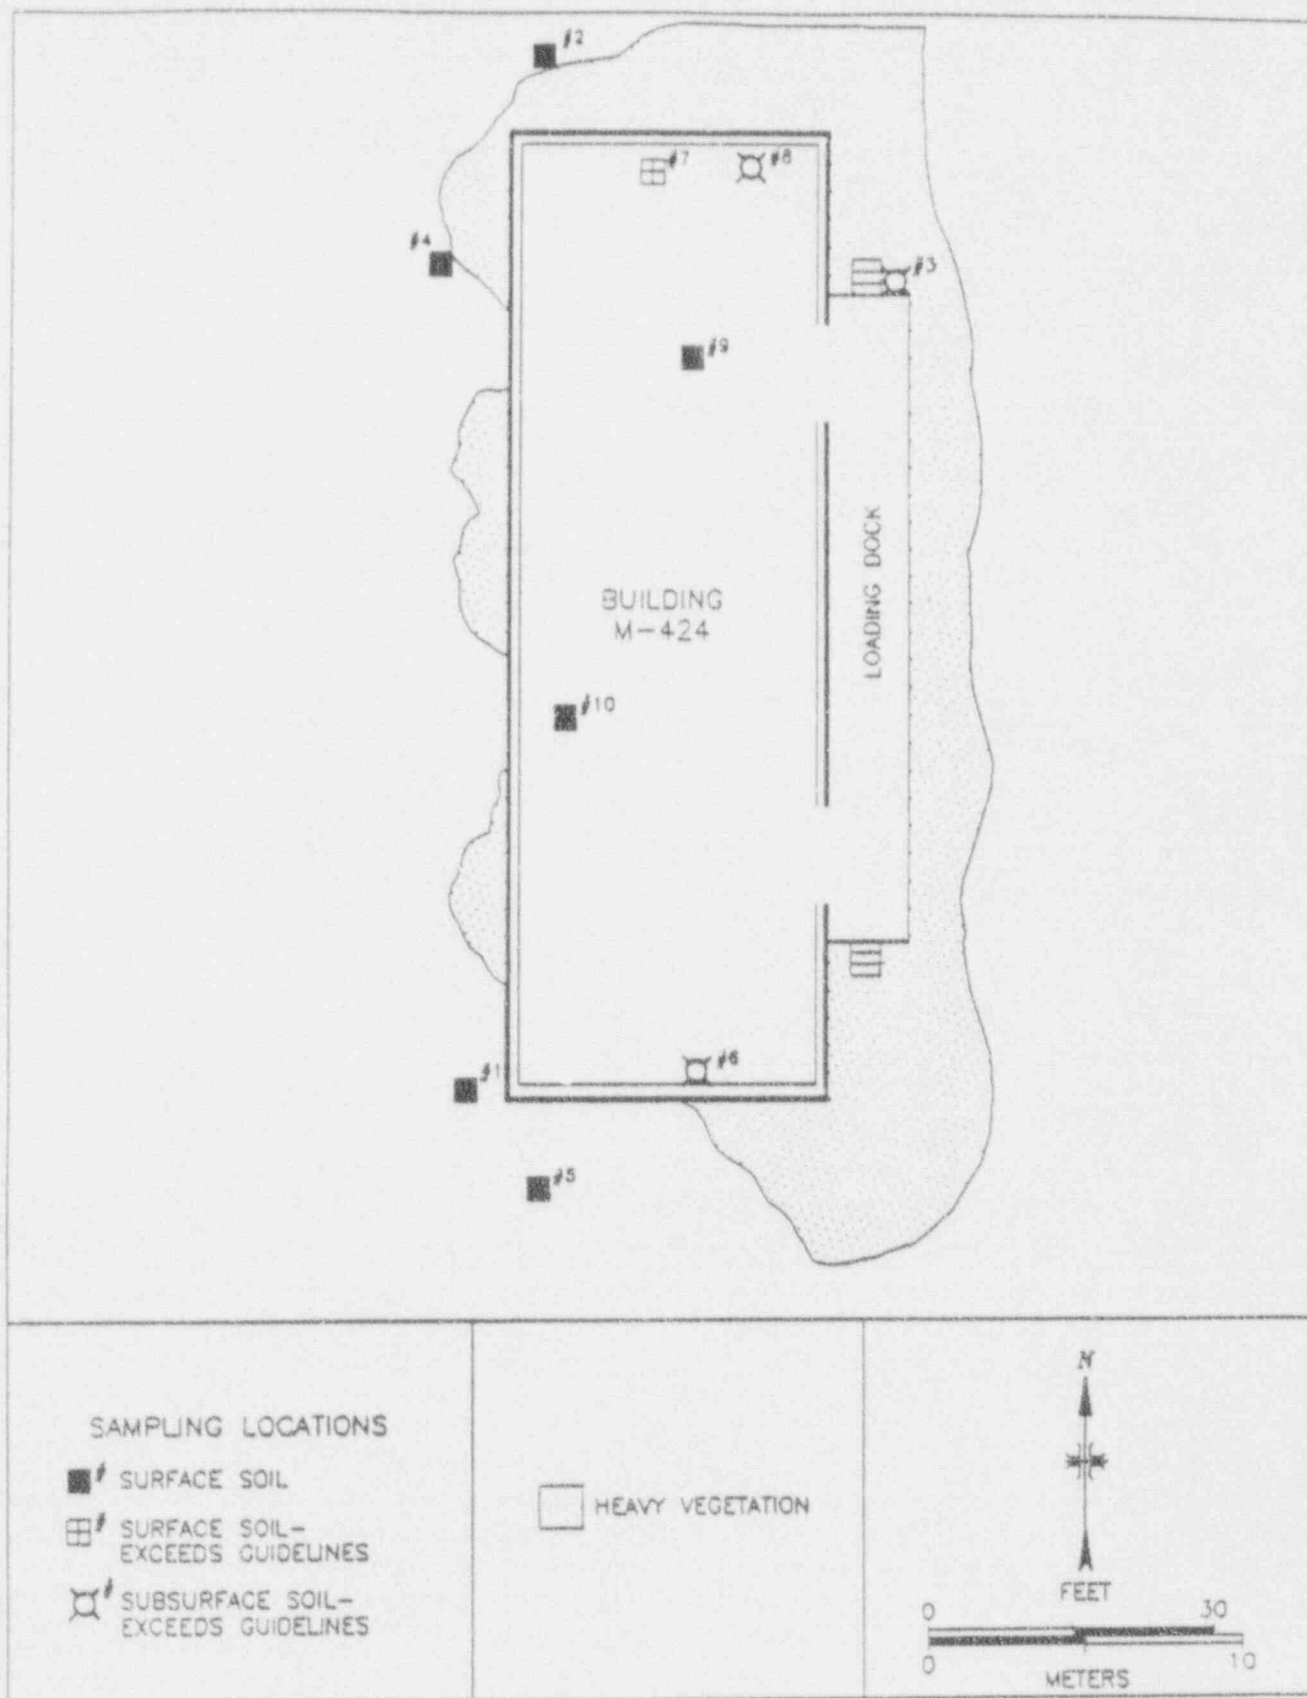 #2
#7
#8
#4
#3
#9
LOADING DOCK
BUILDING
M-424
#10
#6
#1
#5
SAMPLING LOCATIONS
# SURFACE SOIL
# SURFACE SOIL-
EXCEEDS GUIDELINES
# SUBSURFACE SOIL-
EXCEEDS GUIDELINES
HEAVY VEGETATION
N
FEET
0 30
0 10
METERS